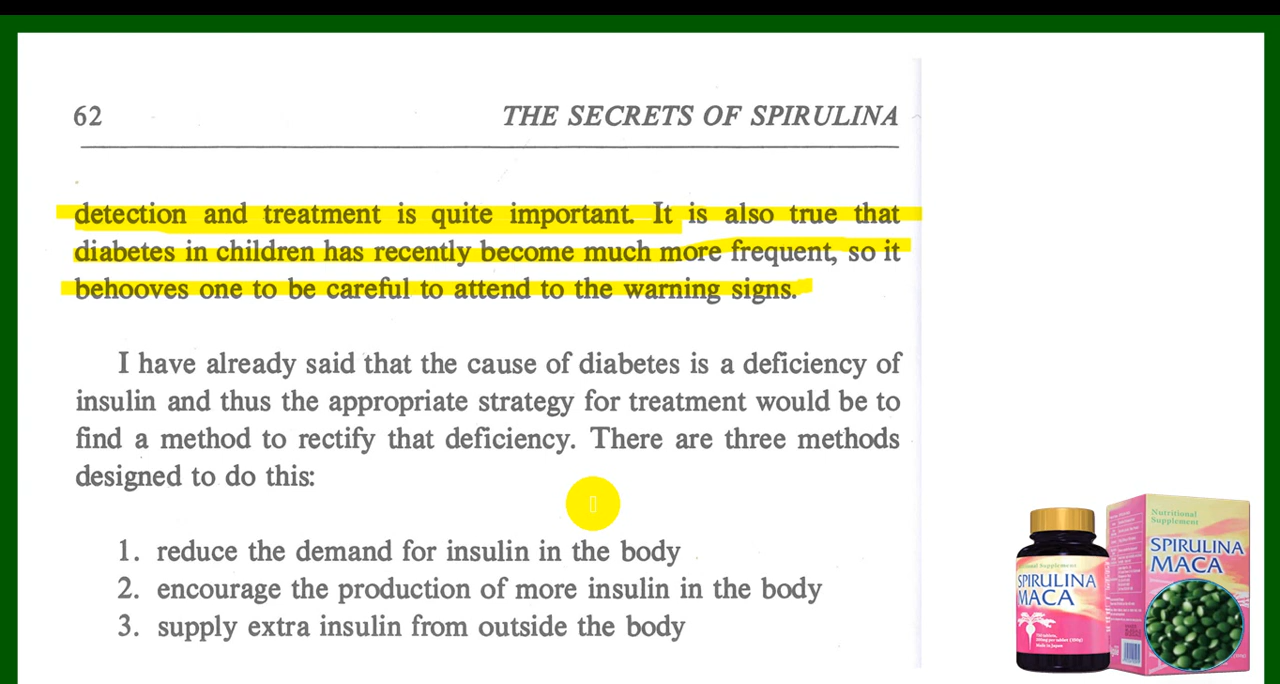 62 THE SECRETS OF SPIRULINA
detection and treatment is quite important. It is also true that
diabetes in children has recently become much more frequent, so it
behooves one to be careful to attend to the warning signs.
I have already said that the cause of diabetes is a deficiency of
insulin and thus the appropriate strategy for treatment would be to
find a method to rectify that deficiency. There are three methods
designed to do this:
1. reduce the demand for insulin in the body
2. encourage the production of more insulin in the body
3. supply extra insulin from outside the body
Nutritional
Supplement
SPIRULINA
MACA
Nutritional Supplement
SPIRULINA
MACA
Made in Japan